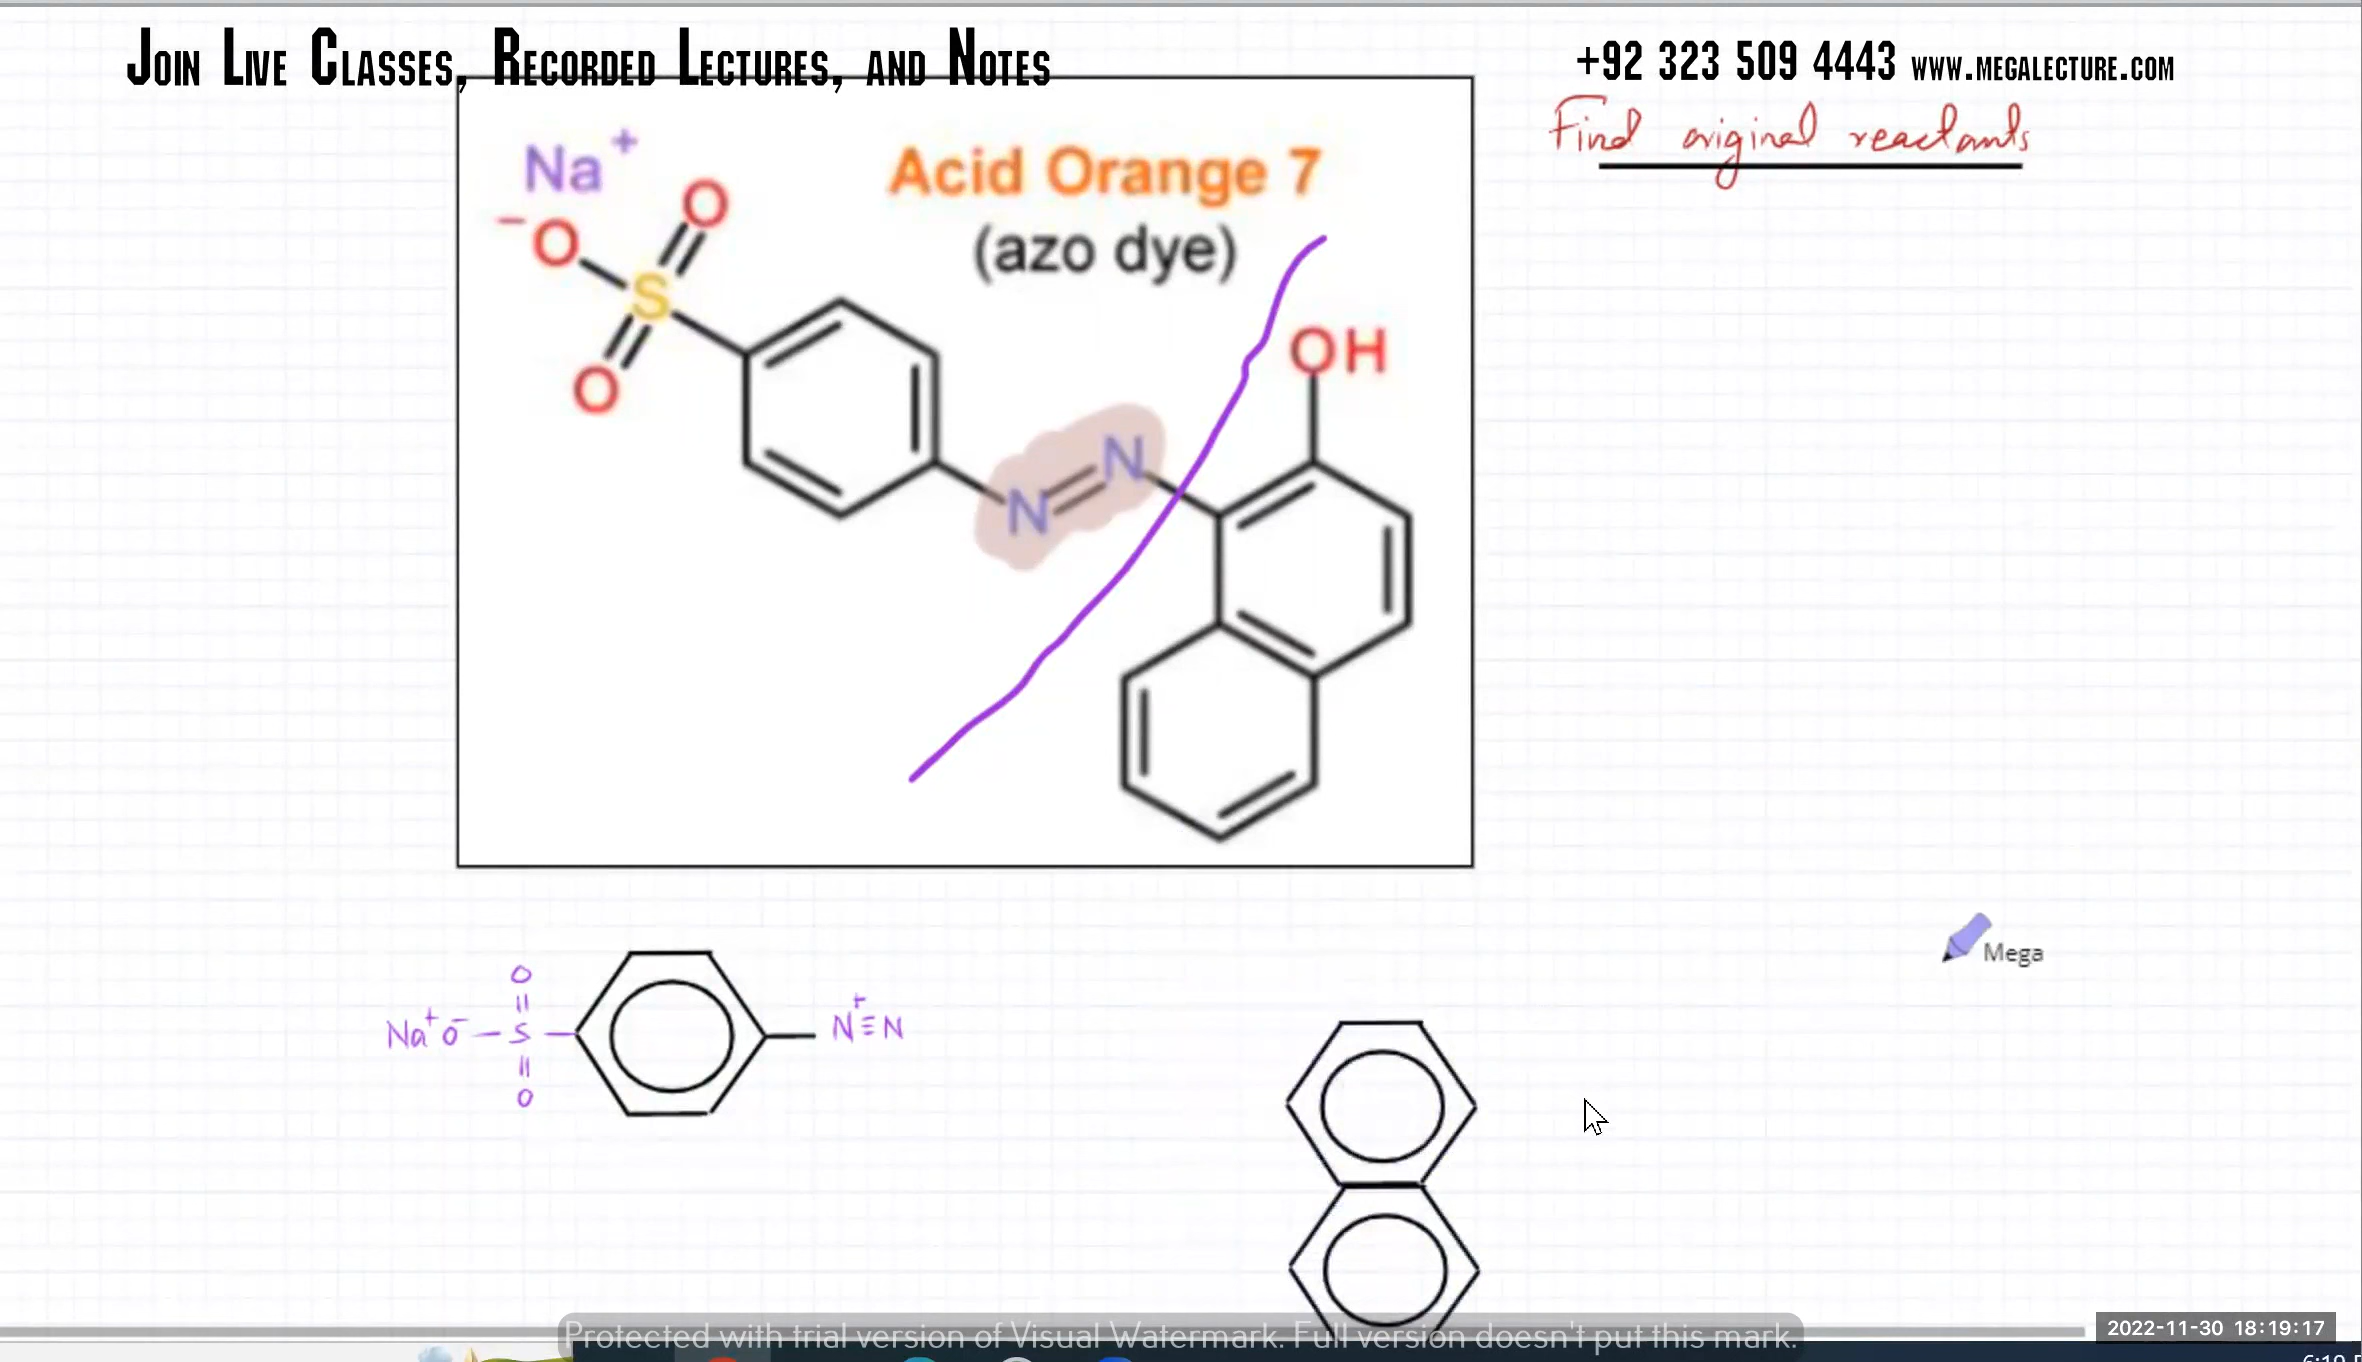 Join Live Classes, Recorded Lectures, and Notes
+92 323 509 4443 www.megalecture.com
Find original reactants
Na+
Acid Orange 7
(azo dye)
−O
O
S
O
OH
N
N
Mega
O
Na+ O− – S – N+≡N
O
Protected with trial version of Visual Watermark. Full version doesn't put this mark.
2022-11-30 18:19:17